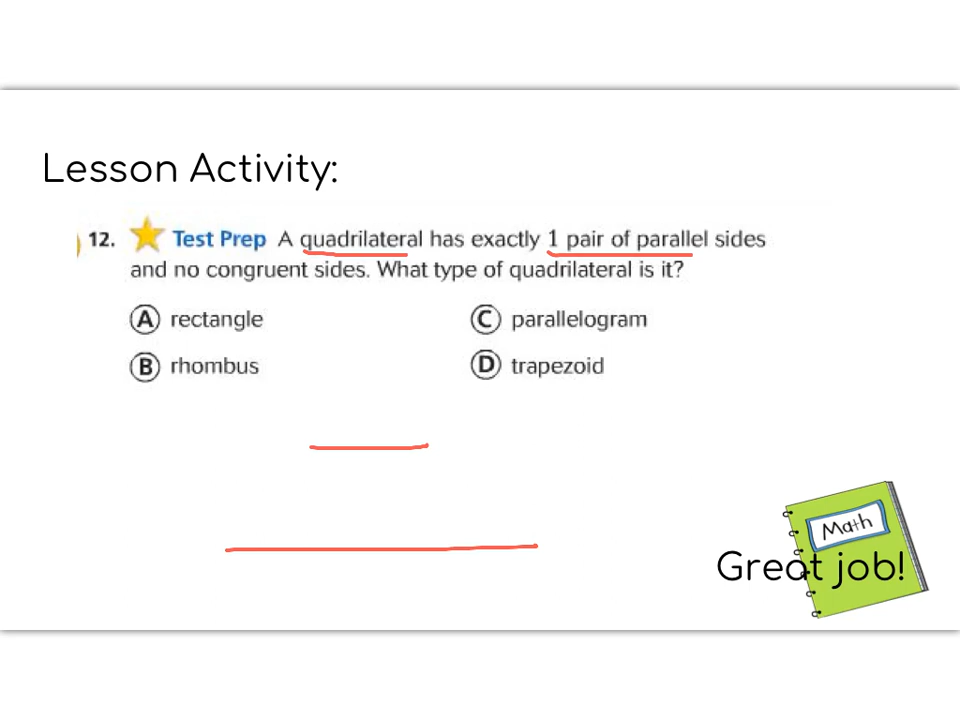 Lesson Activity:
12. Test Prep A quadrilateral has exactly 1 pair of parallel sides
and no congruent sides. What type of quadrilateral is it?
A rectangle
C parallelogram
B rhombus
D trapezoid
Math
Great job!